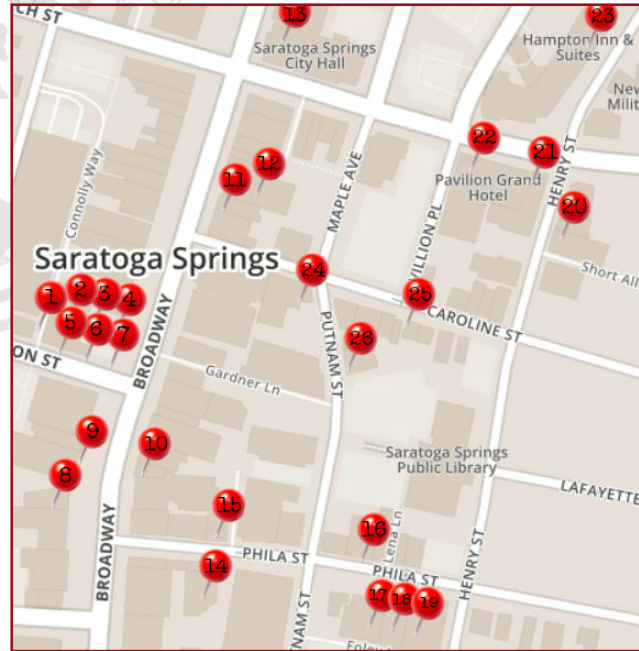 CH ST
13
23
Saratoga Springs
City Hall
Hampton Inn &
Suites
New
Milit
22
21
12
11
Connolly Way
MAPLE AVE
Pavilion Grand
Hotel
HENRY ST
20
Saratoga Springs
24
VILLION PL
Short All
1
2
3
4
25
CAROLINE ST
5
6
7
BROADWAY
PUTNAM ST
26
ON ST
Gardner Ln
9
10
8
Saratoga Springs
Public Library
LAFAYETTE
15
16
BROADWAY
Lena Ln
HENRY ST
14
PHILA ST
PHILA ST
17
18
19
NAM ST
Foley